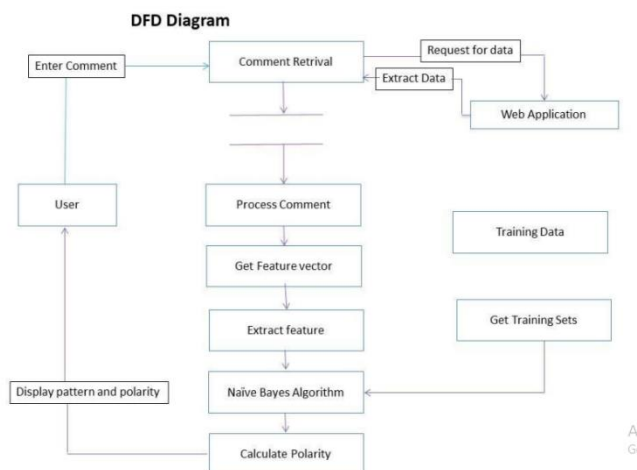 DFD Diagram
Enter Comment
Comment Retrival
Request for data
Extract Data
Web Application
User
Process Comment
Training Data
Get Feature vector
Extract feature
Get Training Sets
Display pattern and polarity
Naïve Bayes Algorithm
Calculate Polarity